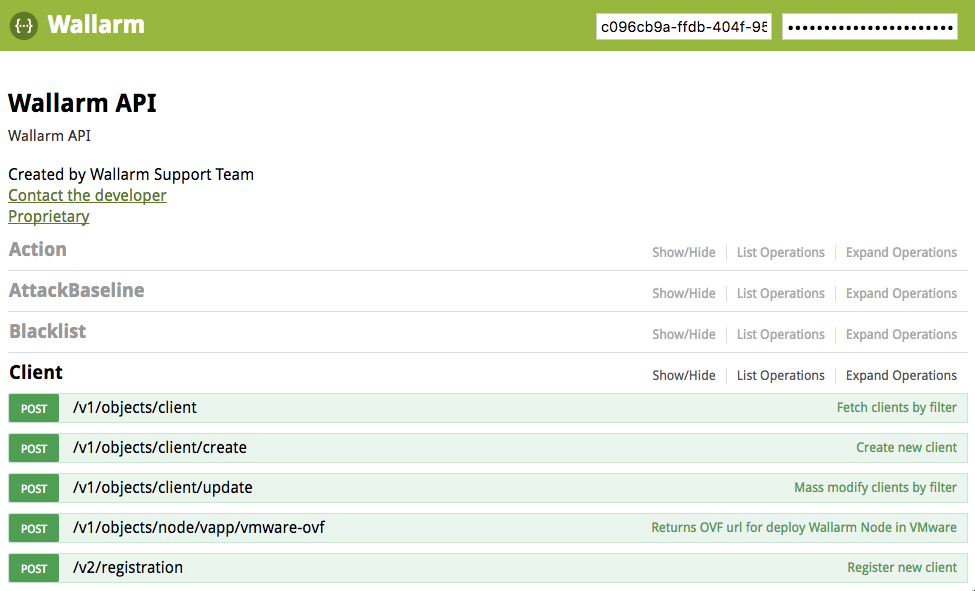 {··} Wallarm c096cb9a-ffdb-404f-95 ••••••••••••••••••••••
Wallarm API
Wallarm API
Created by Wallarm Support Team
Contact the developer
Proprietary
Action Show/Hide List Operations Expand Operations
AttackBaseline Show/Hide List Operations Expand Operations
Blacklist Show/Hide List Operations Expand Operations
Client Show/Hide List Operations Expand Operations
POST /v1/objects/client Fetch clients by filter
POST /v1/objects/client/create Create new client
POST /v1/objects/client/update Mass modify clients by filter
POST /v1/objects/node/vapp/vmware-ovf Returns OVF url for deploy Wallarm Node in VMware
POST /v2/registration Register new client